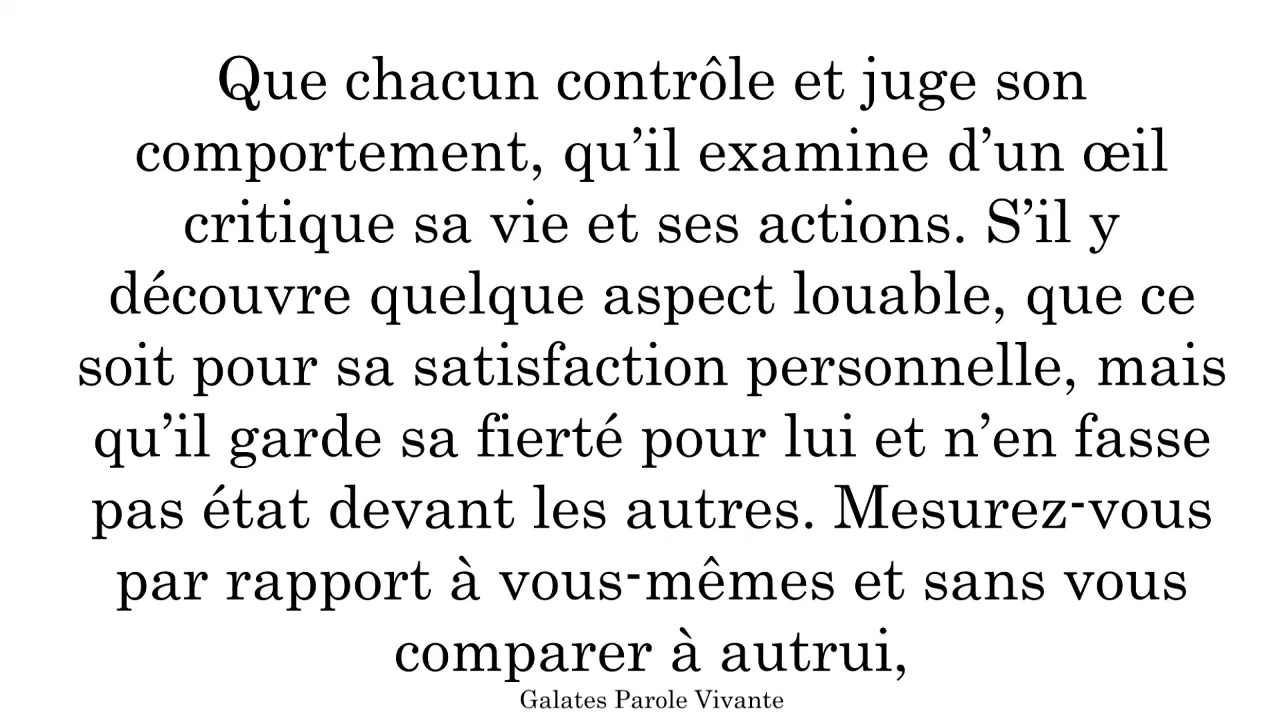 Que chacun contrôle et juge son
comportement, qu’il examine d’un œil
critique sa vie et ses actions. S’il y
découvre quelque aspect louable, que ce
soit pour sa satisfaction personnelle, mais
qu’il garde sa fierté pour lui et n’en fasse
pas état devant les autres. Mesurez-vous
par rapport à vous-mêmes et sans vous
comparer à autrui,
Galates Parole Vivante